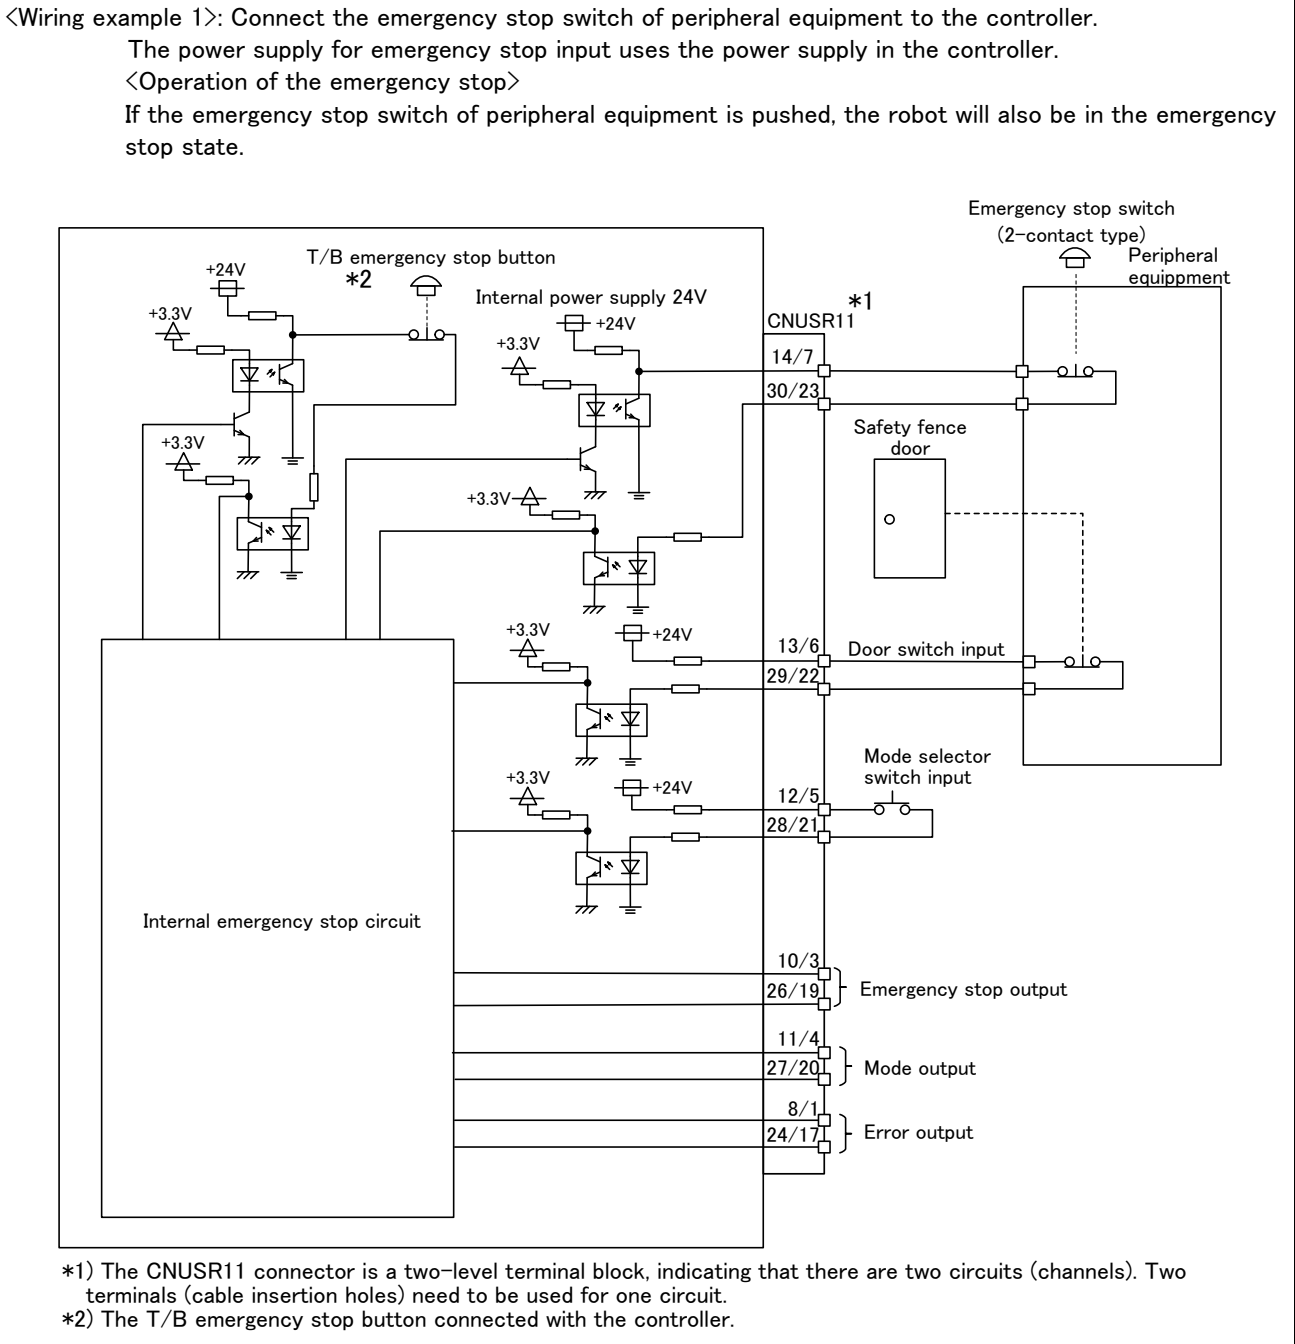 <Wiring example 1>: Connect the emergency stop switch of peripheral equipment to the controller.
The power supply for emergency stop input uses the power supply in the controller.
<Operation of the emergency stop>
If the emergency stop switch of peripheral equipment is pushed, the robot will also be in the emergency
stop state.
Emergency stop switch
(2-contact type)
Peripheral
equippment
T/B emergency stop button
*2
+24V
+3.3V
Internal power supply 24V
+24V
+3.3V
*1
CNUSR11
14/7
30/23
+3.3V
+3.3V
Safety fence
door
+3.3V
+24V
13/6
Door switch input
29/22
Mode selector
switch input
+3.3V
+24V
12/5
28/21
Internal emergency stop circuit
10/3
26/19
Emergency stop output
11/4
27/20
Mode output
8/1
24/17
Error output
*1) The CNUSR11 connector is a two-level terminal block, indicating that there are two circuits (channels). Two
terminals (cable insertion holes) need to be used for one circuit.
*2) The T/B emergency stop button connected with the controller.